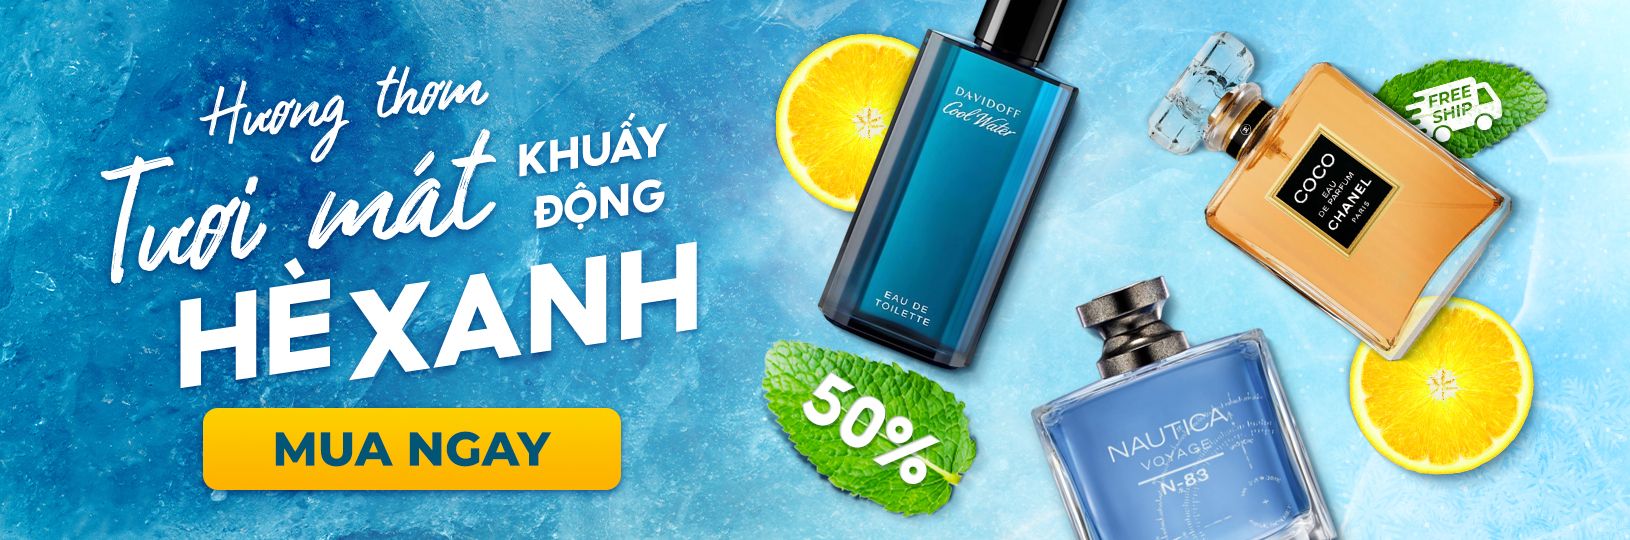 Hương thơm
Tươi mát
KHUẤY
ĐỘNG
HÈ XANH
MUA NGAY
DAVIDOFF
Cool Water
EAU DE
TOILETTE
50%
COCO
EAU
DE PARFUM
CHANEL
PARIS
FREE
SHIP
NAUTICA
VOYAGE
N-83